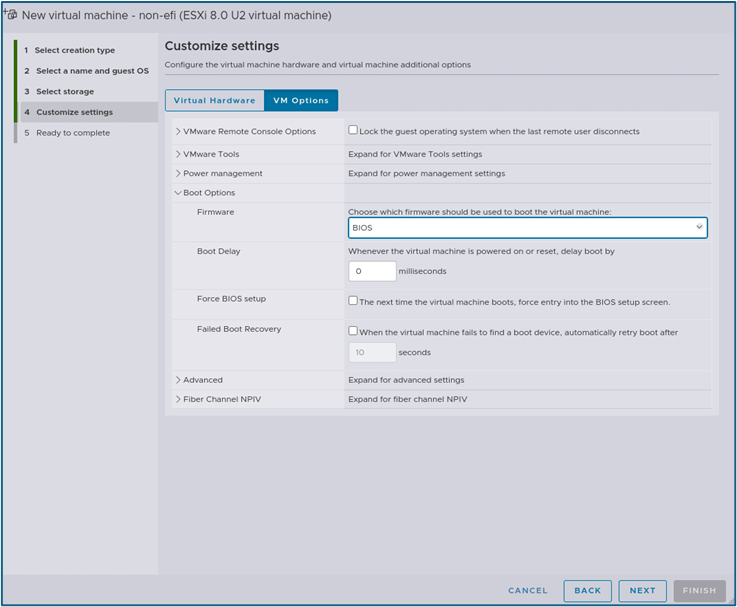 New virtual machine - non-efi (ESXi 8.0 U2 virtual machine)
1 Select creation type
2 Select a name and guest OS
3 Select storage
4 Customize settings
5 Ready to complete
Customize settings
Configure the virtual machine hardware and virtual machine additional options
Virtual Hardware
VM Options
VMware Remote Console Options
Lock the guest operating system when the last remote user disconnects
VMware Tools
Expand for VMware Tools settings
Power management
Expand for power management settings
Boot Options
Firmware
Choose which firmware should be used to boot the virtual machine:
BIOS
Boot Delay
Whenever the virtual machine is powered on or reset, delay boot by
0 milliseconds
Force BIOS setup
The next time the virtual machine boots, force entry into the BIOS setup screen.
Failed Boot Recovery
When the virtual machine fails to find a boot device, automatically retry boot after
10 seconds
Advanced
Expand for advanced settings
Fiber Channel NPIV
Expand for fiber channel NPIV
CANCEL
BACK
NEXT
FINISH